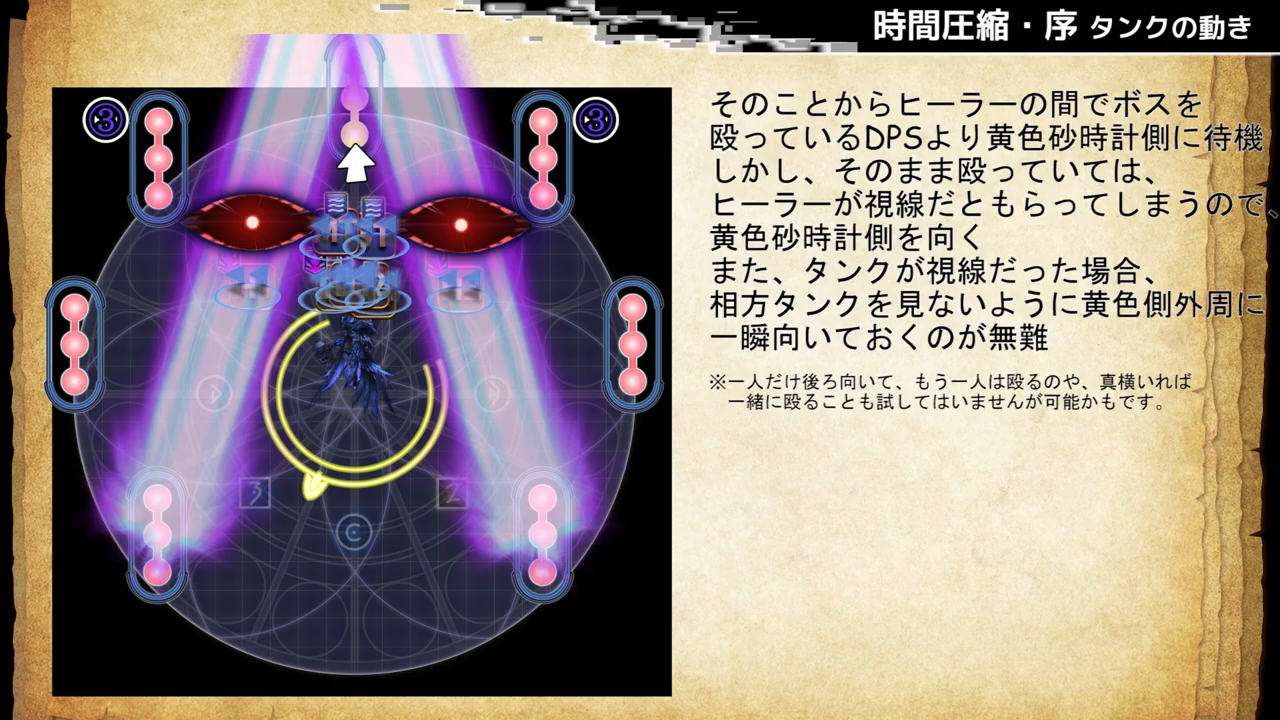 時間圧縮・序 タンクの動き
そのことからヒーラーの間でボスを
殴っているDPSより黄色砂時計側に待機
しかし、そのまま殴っていては、
ヒーラーが視線だともらってしまうので、
黄色砂時計側を向く
また、タンクが視線だった場合、
相方タンクを見ないように黄色側外周に
一瞬向いておくのが無難
※一人だけ後ろ向いて、もう一人は殴るのや、真横いれば
一緒に殴ることも試してはいませんが可能かもです。
3
3
1
1
D
B
3
2
C